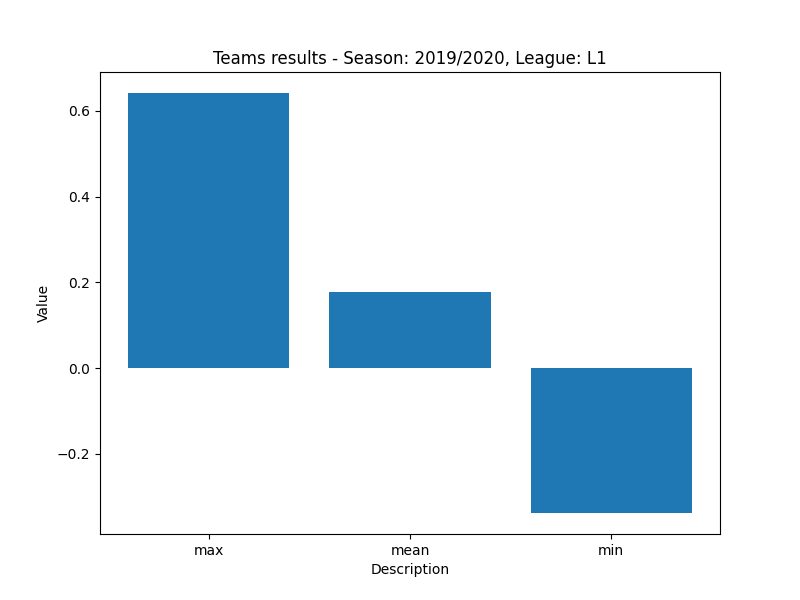 Teams results - Season: 2019/2020, League: L1
0.6
0.4
0.2
0.0
−0.2
Value
max mean min
Description